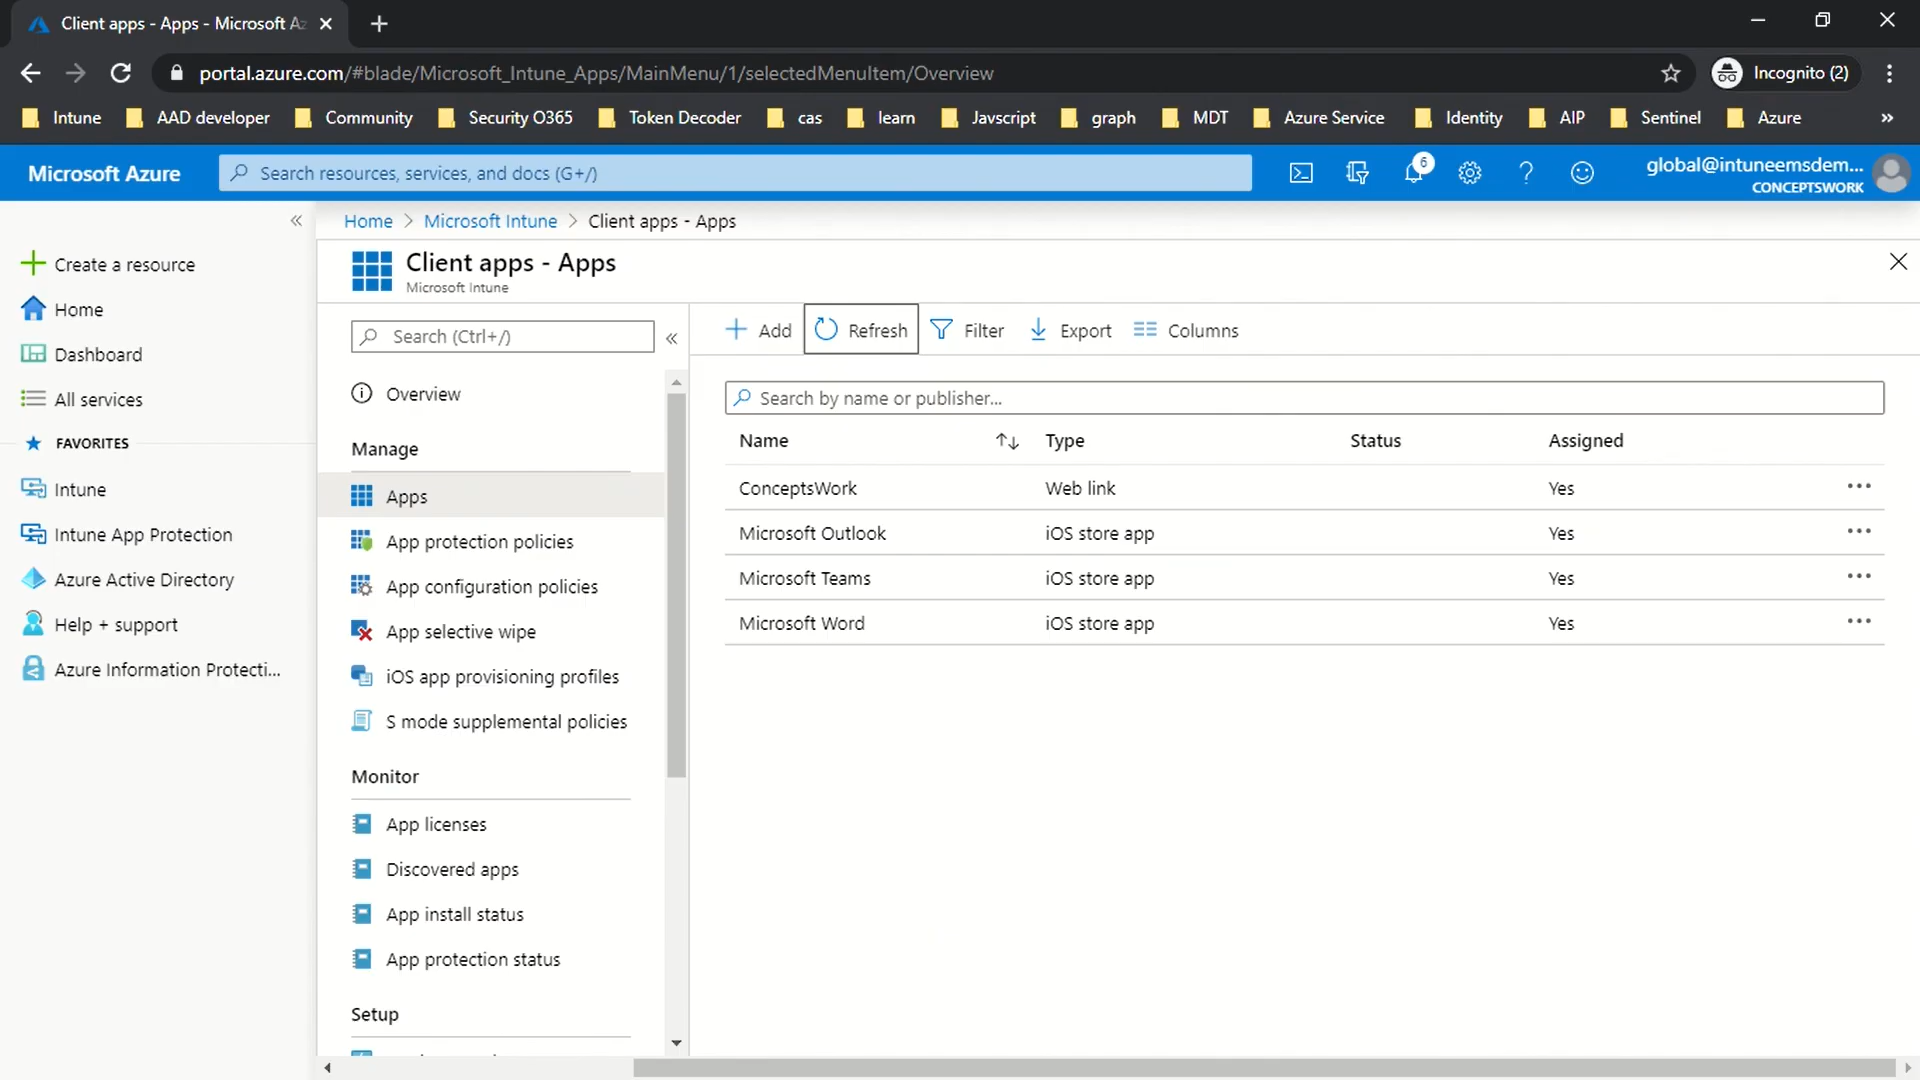 Client apps - Apps - Microsoft Az
portal.azure.com/#blade/Microsoft_Intune_Apps/MainMenu/1/selectedMenuItem/Overview
Incognito (2)
Intune AAD developer Community Security O365 Token Decoder cas learn Javscript graph MDT Azure Service Identity AIP Sentinel Azure »
Microsoft Azure
Search resources, services, and docs (G+/)
6
global@intuneemsdem...
CONCEPTSWORK
Home > Microsoft Intune > Client apps - Apps
Create a resource
Home
Dashboard
All services
FAVORITES
Intune
Intune App Protection
Azure Active Directory
Help + support
Azure Information Protecti...
Client apps - Apps
Microsoft Intune
Search (Ctrl+/)
Overview
Manage
Apps
App protection policies
App configuration policies
App selective wipe
iOS app provisioning profiles
S mode supplemental policies
Monitor
App licenses
Discovered apps
App install status
App protection status
Setup
Add Refresh Filter Export Columns
Search by name or publisher...
Name Type Status Assigned
ConceptsWork Web link Yes
Microsoft Outlook iOS store app Yes
Microsoft Teams iOS store app Yes
Microsoft Word iOS store app Yes